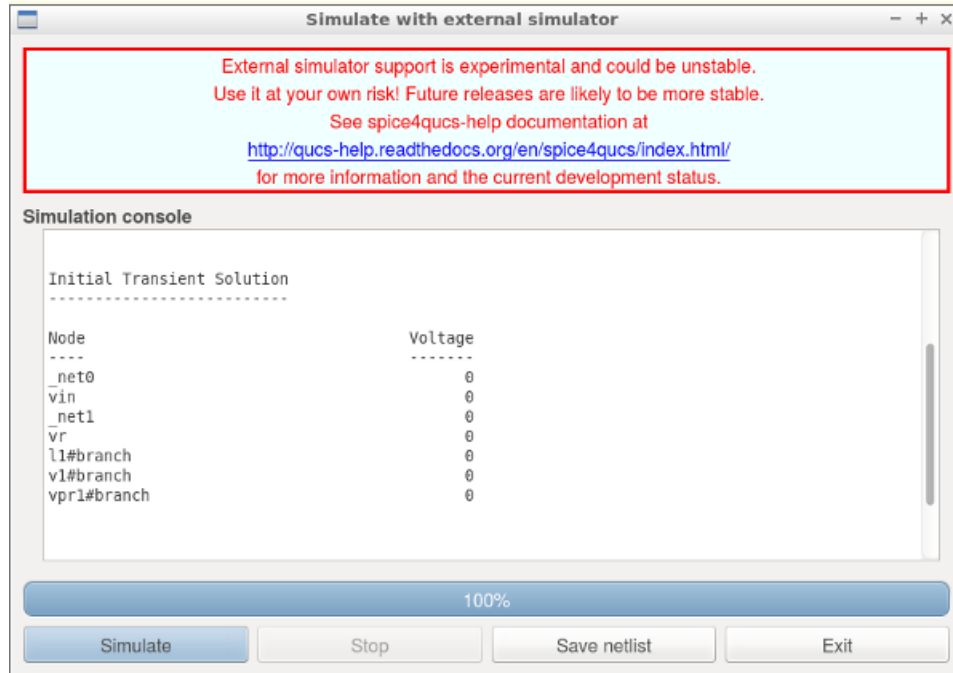 Simulate with external simulator
External simulator support is experimental and could be unstable.
Use it at your own risk! Future releases are likely to be more stable.
See spice4qucs-help documentation at
http://qucs-help.readthedocs.org/en/spice4qucs/index.html/
for more information and the current development status.
Simulation console
Initial Transient Solution
--------------------------
Node Voltage
---- -------
_net0 0
vin 0
_net1 0
vr 0
l1#branch 0
v1#branch 0
vpr1#branch 0
100%
Simulate Stop Save netlist Exit